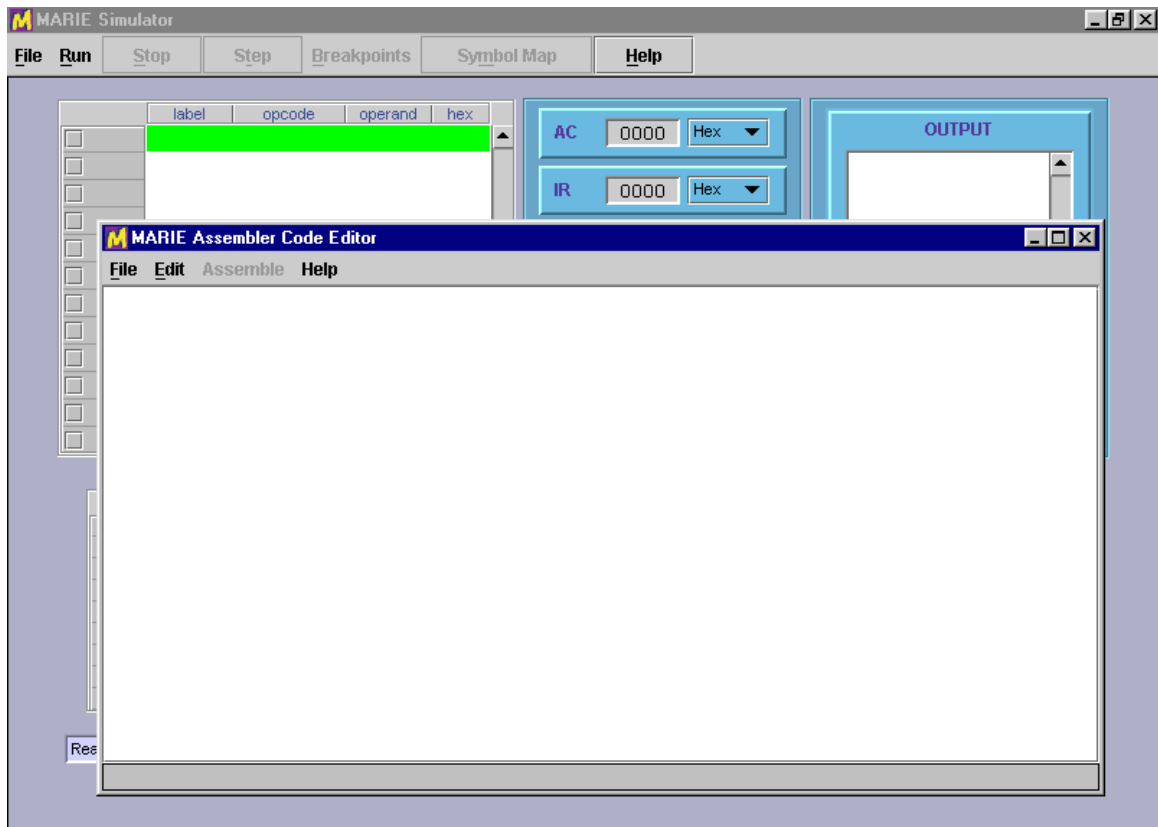 MARIE Simulator
File Run Stop Step Breakpoints Symbol Map Help
label opcode operand hex
AC 0000 Hex
IR 0000 Hex
OUTPUT
MARIE Assembler Code Editor
File Edit Assemble Help